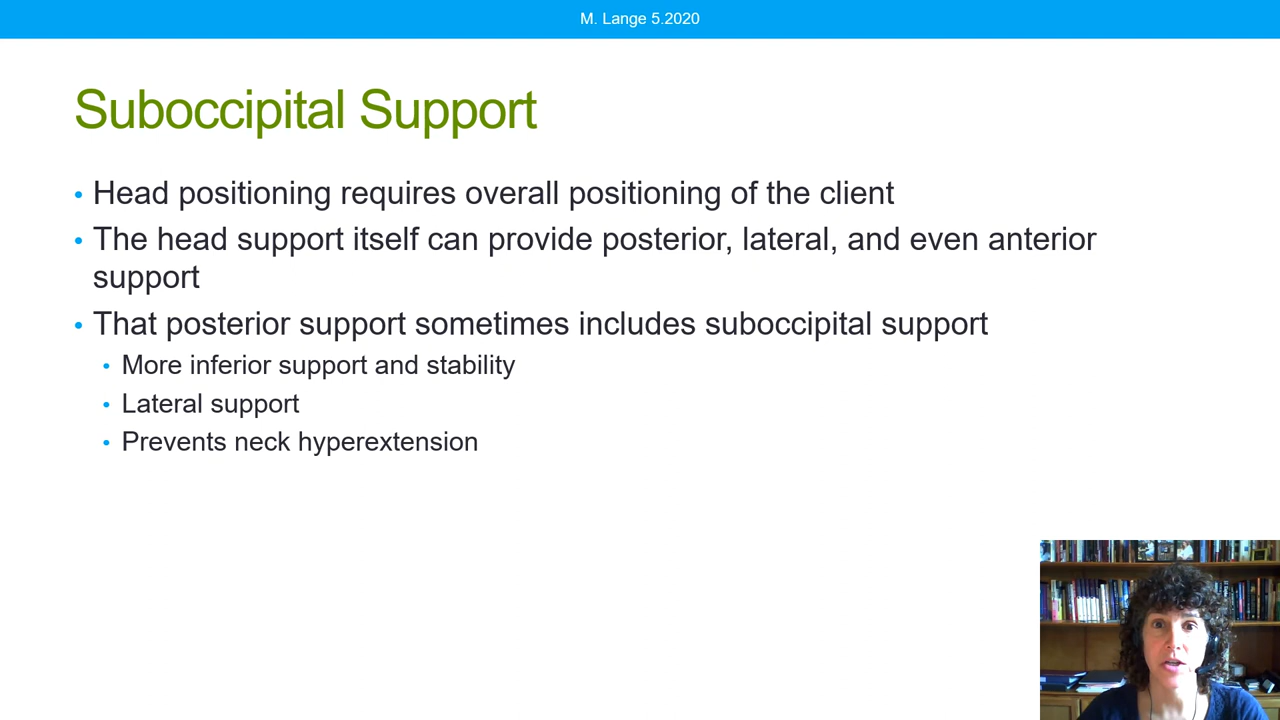 M. Lange 5.2020
Suboccipital Support
• Head positioning requires overall positioning of the client
• The head support itself can provide posterior, lateral, and even anterior
support
• That posterior support sometimes includes suboccipital support
• More inferior support and stability
• Lateral support
• Prevents neck hyperextension